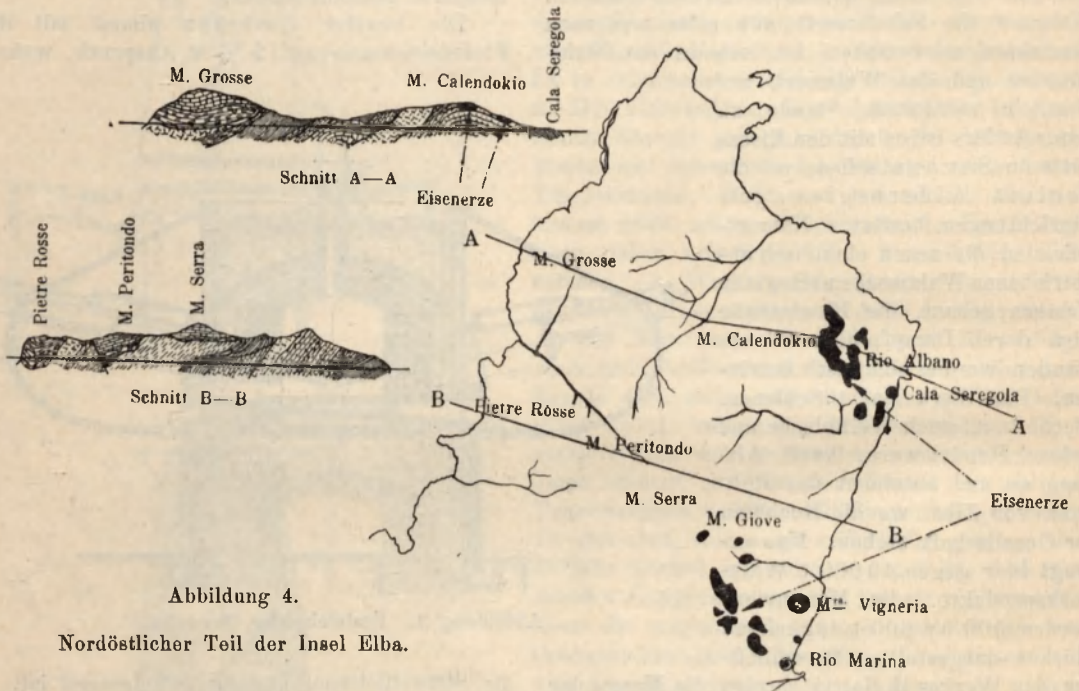 Cala Seregola
M. Grosse
M. Calendokio
Schnitt A—A
Eisenerze
Pietre Rosse
M. Peritondo
M. Serra
Schnitt B—B
A
M. Grosse
M. Calendokio
Rio Albano
Cala Seregola
A
B
Pietre Rosse
M. Peritondo
M. Serra
Eisenerze
M. Giove
B
Vigneria
Rio Marina
Abbildung 4.
Nordöstlicher Teil der Insel Elba.